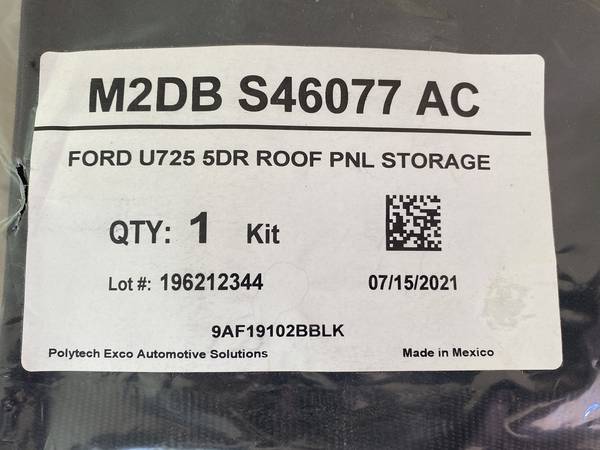 M2DB S46077 AC
FORD U725 5DR ROOF PNL STORAGE
QTY: 1 Kit
Lot #: 196212344 07/15/2021
9AF19102BBLK
Polytech Exco Automotive Solutions Made in Mexico